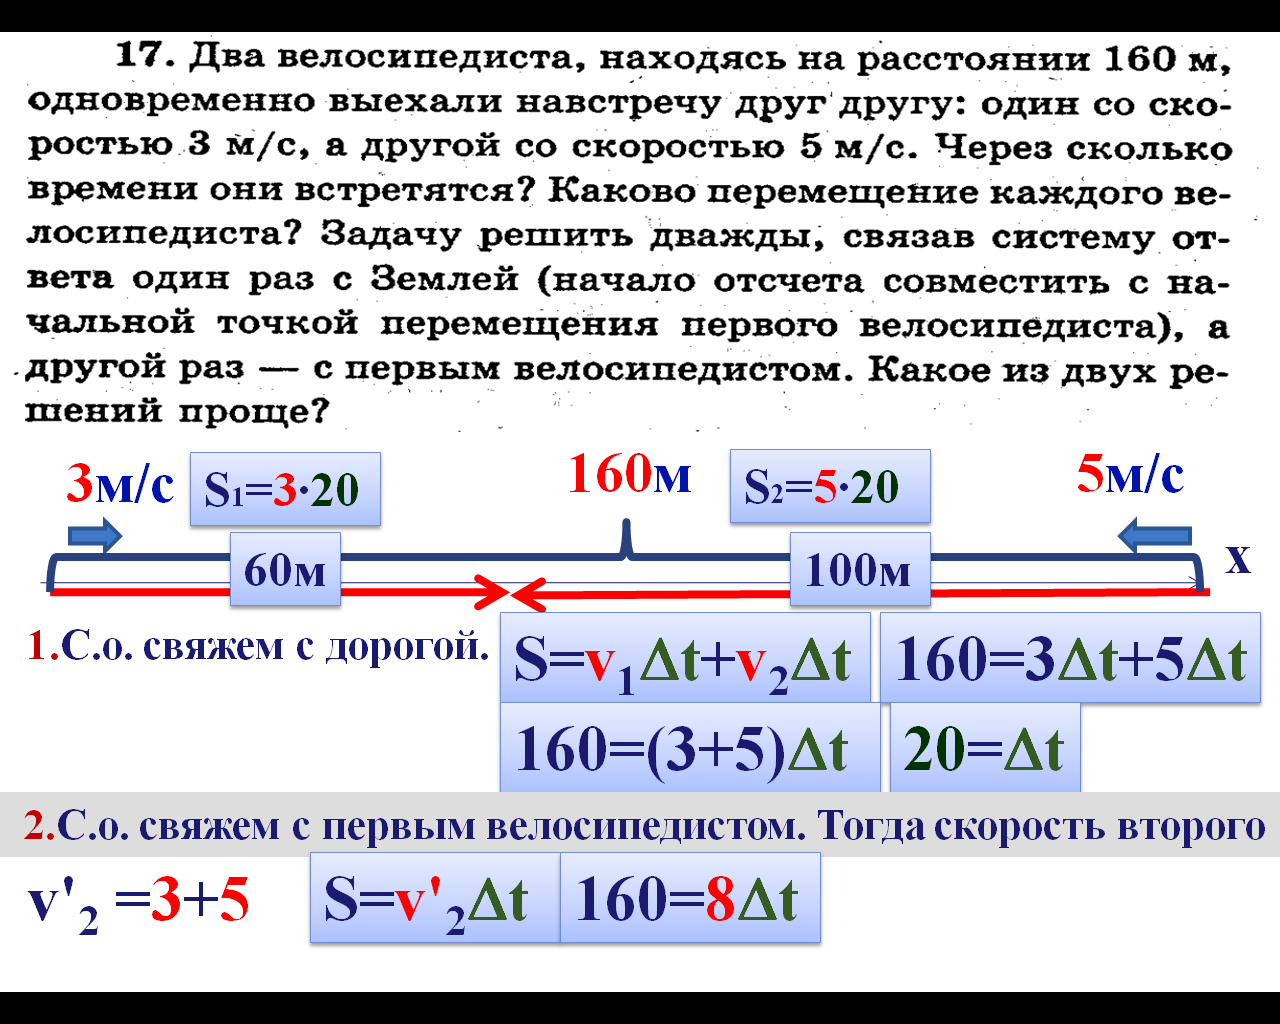 17. Два велосипедиста, находясь на расстоянии 160 м,
одновременно выехали навстречу друг другу: один со ско-
ростью 3 м/с, а другой со скоростью 5 м/с. Через сколько
времени они встретятся? Каково перемещение каждого ве-
лосипедиста? Задачу решить дважды, связав систему от-
вета один раз с Землей (начало отсчета совместить с на-
чальной точкой перемещения первого велосипедиста), а
другой раз — с первым велосипедистом. Какое из двух ре-
шений проще?
3м/с S₁=3·20 160м S₂=5·20 5м/с
60м 100м х
1.С.о. свяжем с дорогой. S=v₁Δt+v₂Δt 160=3Δt+5Δt
160=(3+5)Δt 20=Δt
2.С.о. свяжем с первым велосипедистом. Тогда скорость второго
v'₂ =3+5 S=v'₂Δt 160=8Δt